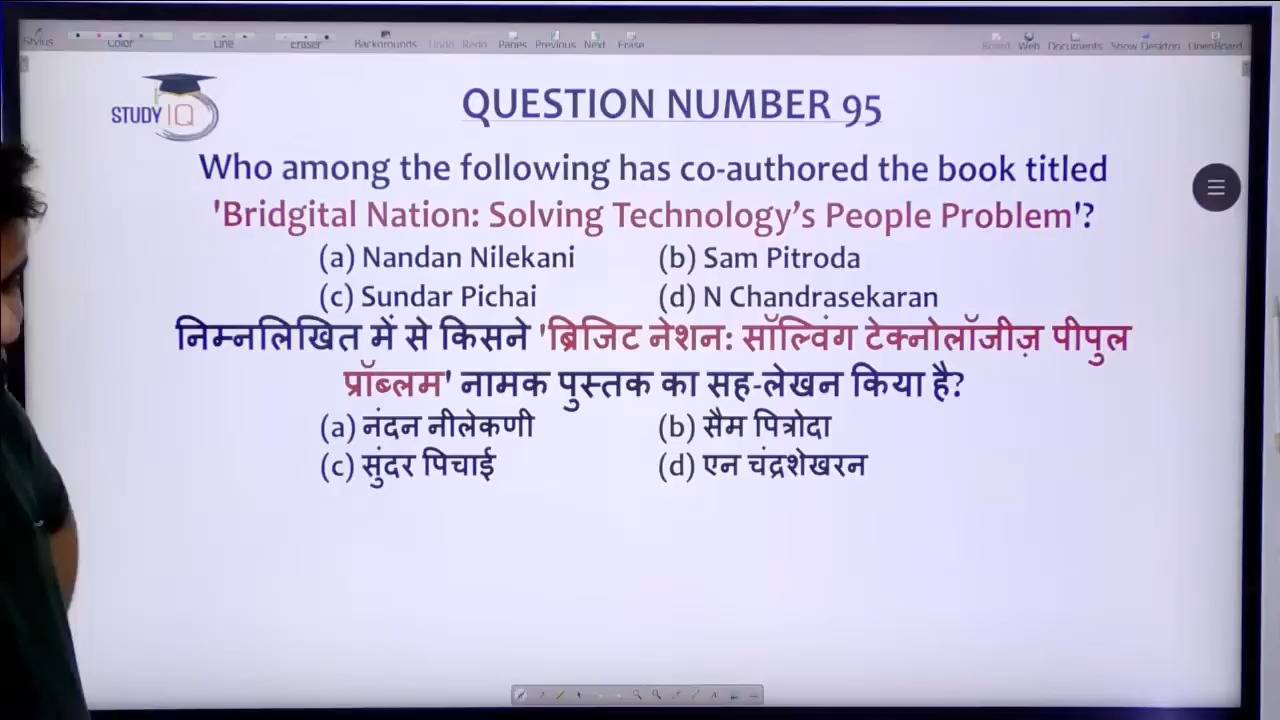 Stylus Color Line Eraser Backgrounds Undo Redo Pages Previous Next Erase Board Web Documents Show Desktop OpenBoard
STUDY IQ
QUESTION NUMBER 95
Who among the following has co-authored the book titled
'Bridgital Nation: Solving Technology’s People Problem'?
(a) Nandan Nilekani (b) Sam Pitroda
(c) Sundar Pichai (d) N Chandrasekaran
निम्नलिखित में से किसने 'ब्रिजिट नेशन: सॉल्विंग टेक्नोलॉजीज़ पीपुल
प्रॉब्लम' नामक पुस्तक का सह-लेखन किया है?
(a) नंदन नीलेकणी (b) सैम पित्रोदा
(c) सुंदर पिचाई (d) एन चंद्रशेखरन